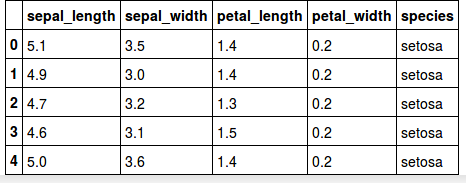 sepal_length sepal_width petal_length petal_width species
0 5.1 3.5 1.4 0.2 setosa
1 4.9 3.0 1.4 0.2 setosa
2 4.7 3.2 1.3 0.2 setosa
3 4.6 3.1 1.5 0.2 setosa
4 5.0 3.6 1.4 0.2 setosa